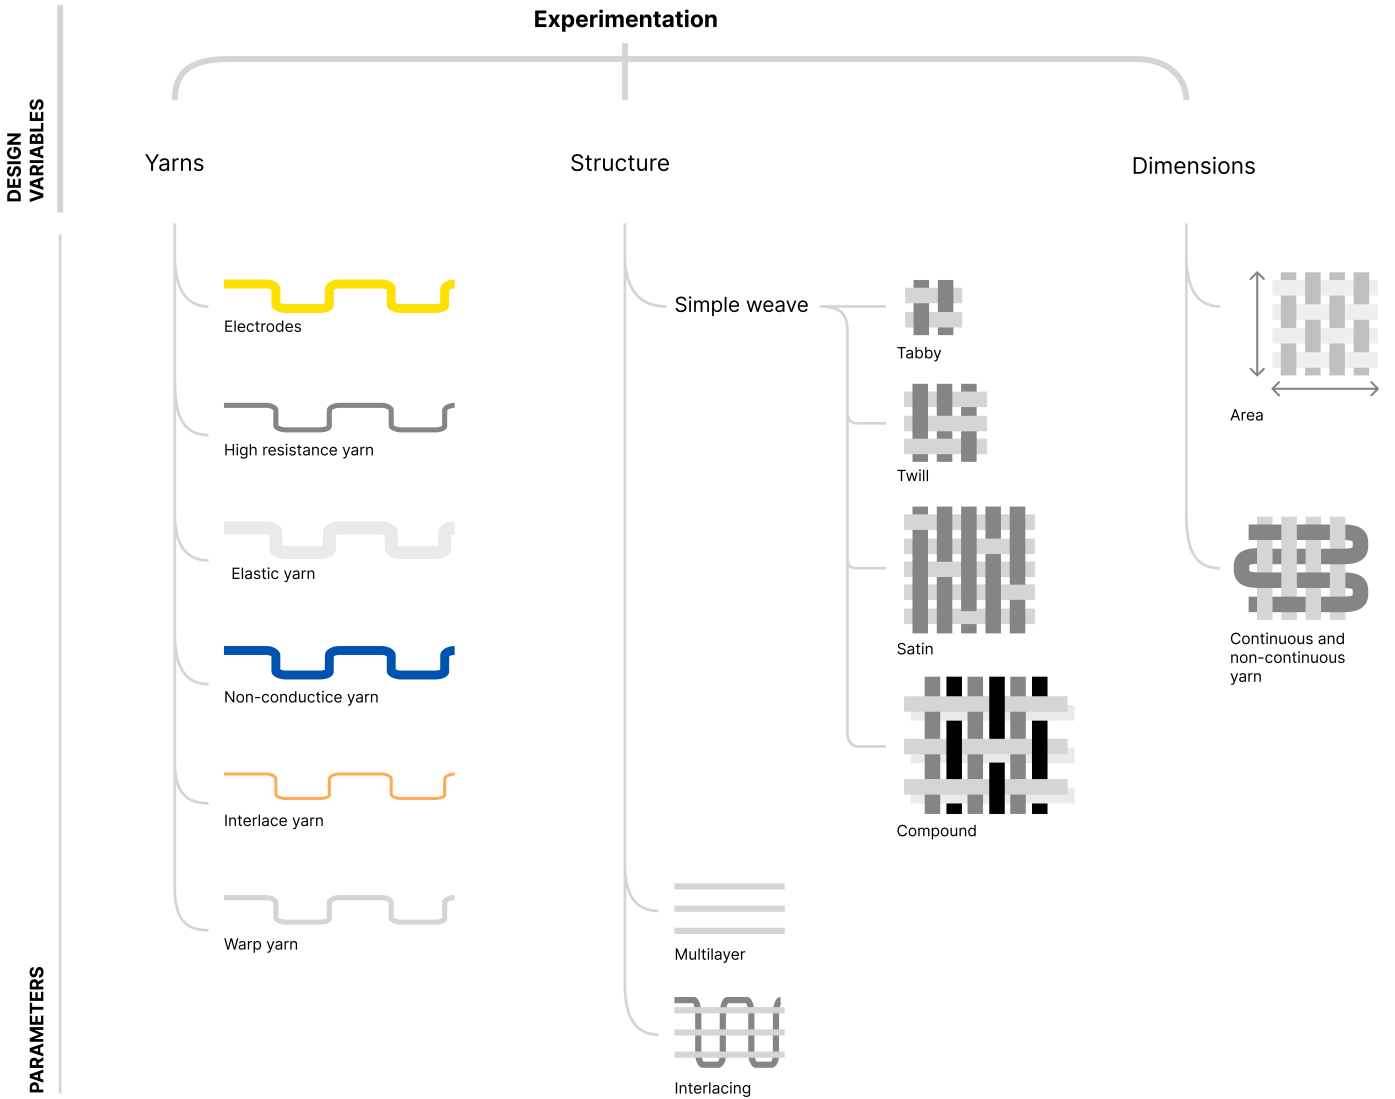 Experimentation
DESIGN
VARIABLES
Yarns
Structure
Dimensions
Electrodes
High resistance yarn
Elastic yarn
Non-conductice yarn
Interlace yarn
Warp yarn
Simple weave
Tabby
Twill
Satin
Compound
Multilayer
Interlacing
Area
Continuous and
non-continuous
yarn
PARAMETERS